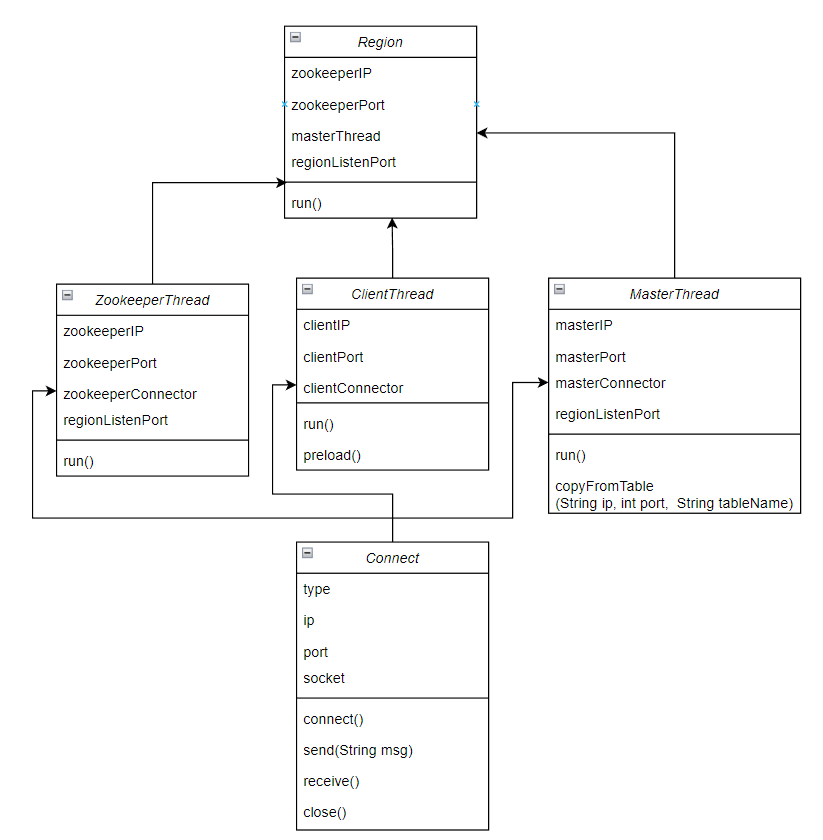 Region
zookeeperIP
zookeeperPort
masterThread
regionListenPort
run()
ZookeeperThread
zookeeperIP
zookeeperPort
zookeeperConnector
regionListenPort
run()
ClientThread
clientIP
clientPort
clientConnector
run()
preload()
MasterThread
masterIP
masterPort
masterConnector
regionListenPort
run()
copyFromTable
(String ip, int port,  String tableName)
Connect
type
ip
port
socket
connect()
send(String msg)
receive()
close()